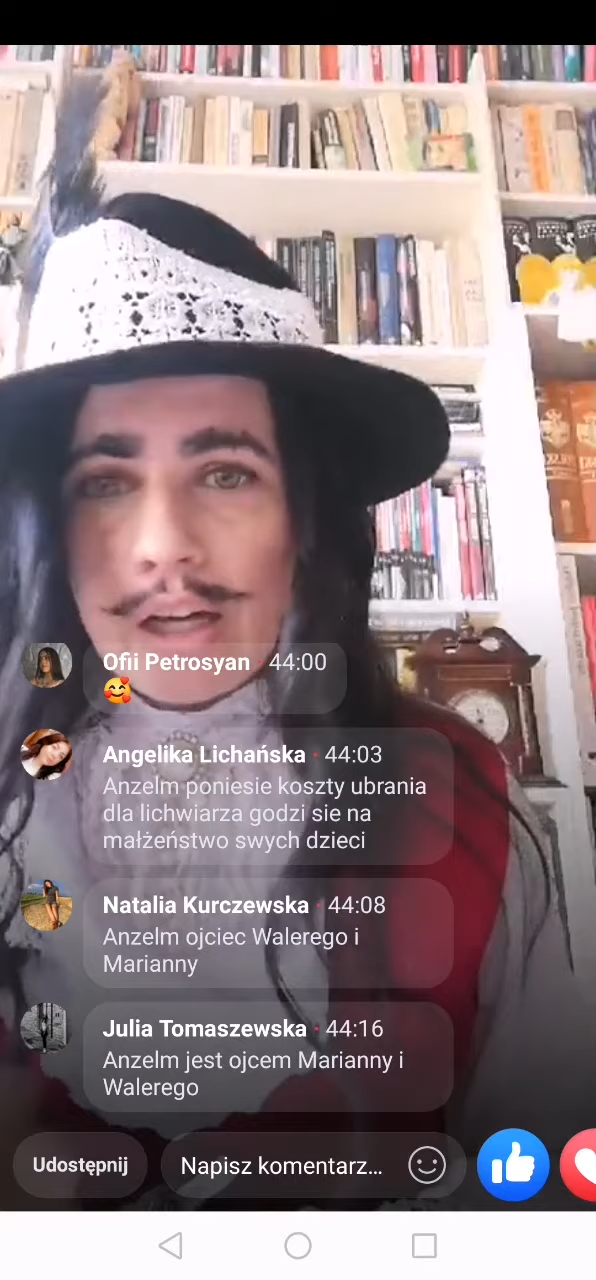 Ofii Petrosyan · 44:00
🥰
Angelika Lichańska · 44:03
Anzelm poniesie koszty ubrania
dla lichwiarza godzi sie na
małżeństwo swych dzieci
Natalia Kurczewska · 44:08
Anzelm ojciec Walerego i
Marianny
Julia Tomaszewska · 44:16
Anzelm jest ojcem Marianny i
Walerego
Udostępnij
Napisz komentarz...